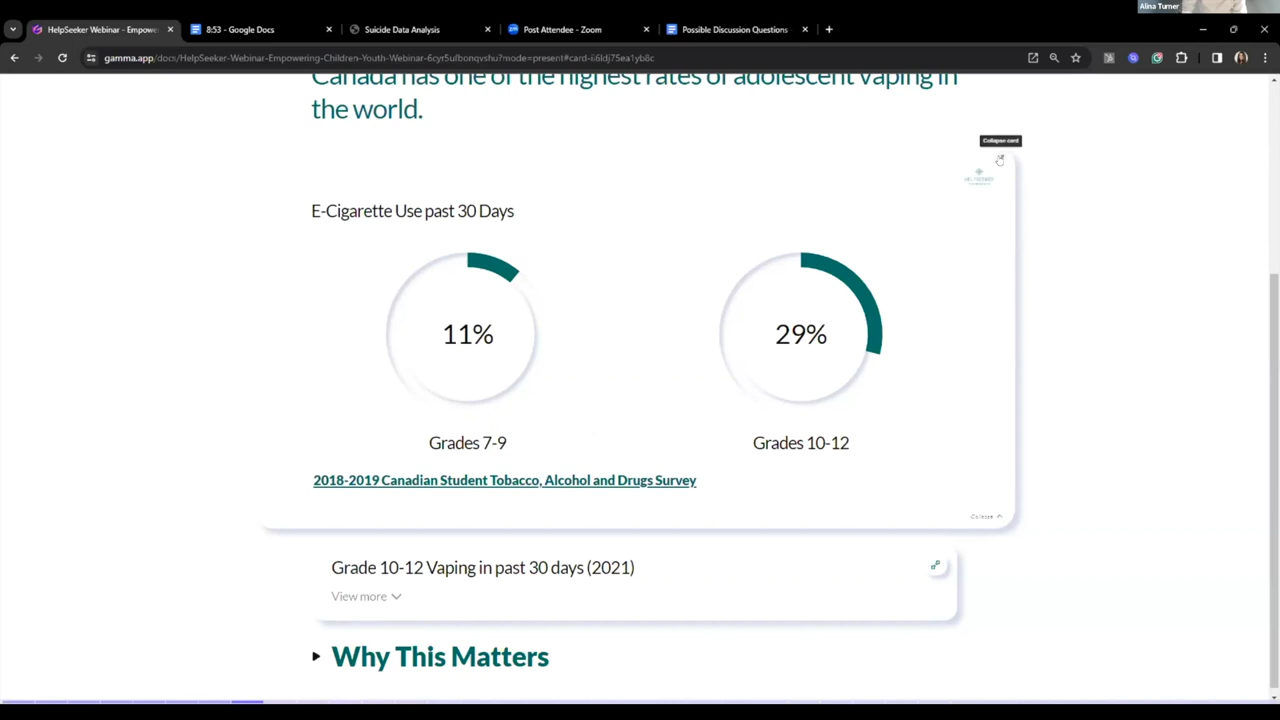 Alina Turner
HelpSeeker Webinar - Empowe
8:53 - Google Docs
Suicide Data Analysis
Post Attendee - Zoom
Possible Discussion Questions
gamma.app/docs/HelpSeeker-Webinar-Empowering-Children-Youth-Webinar-6cyr5ufbonqvshu?mode=present#card-ii6ldj75ea1yb8c
Canada has one of the highest rates of adolescent vaping in
the world.
Collapse card
E-Cigarette Use past 30 Days
11%
29%
Grades 7-9
Grades 10-12
2018-2019 Canadian Student Tobacco, Alcohol and Drugs Survey
Collapse
Grade 10-12 Vaping in past 30 days (2021)
View more
Why This Matters